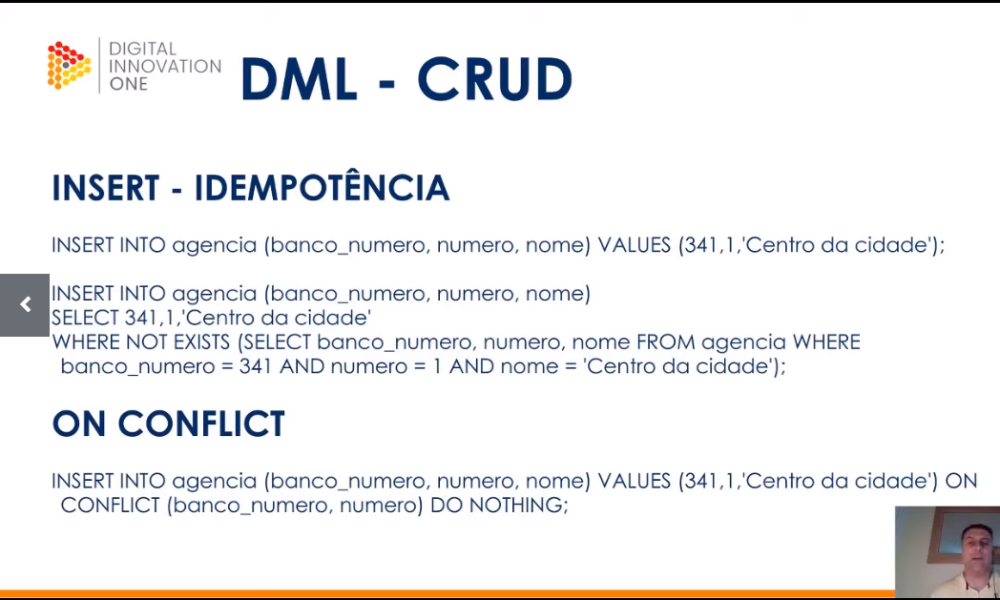 DIGITAL
INNOVATION
ONE
DML - CRUD
INSERT - IDEMPOTÊNCIA
INSERT INTO agencia (banco_numero, numero, nome) VALUES (341,1,'Centro da cidade');
INSERT INTO agencia (banco_numero, numero, nome)
SELECT 341,1,'Centro da cidade'
WHERE NOT EXISTS (SELECT banco_numero, numero, nome FROM agencia WHERE
banco_numero = 341 AND numero = 1 AND nome = 'Centro da cidade');
ON CONFLICT
INSERT INTO agencia (banco_numero, numero, nome) VALUES (341,1,'Centro da cidade') ON
CONFLICT (banco_numero, numero) DO NOTHING;